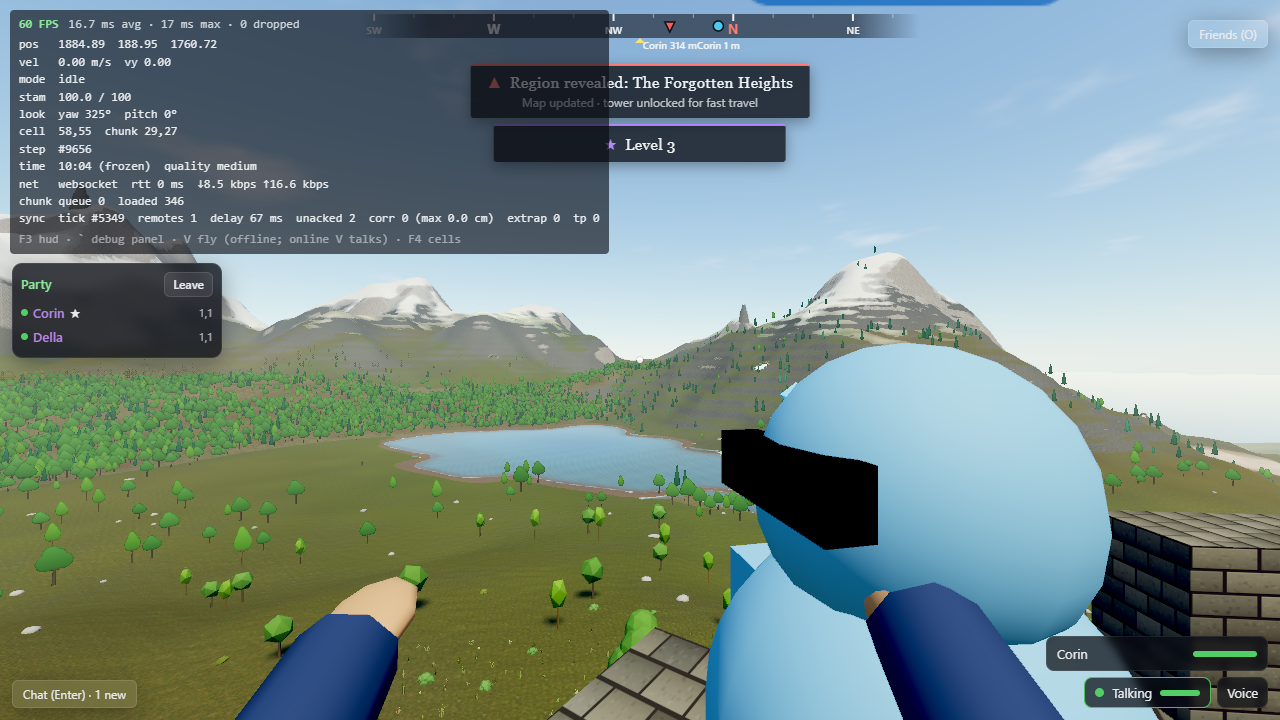 60 FPS 16.7 ms avg · 17 ms max · 0 dropped
pos 1884.89 188.95 1760.72
vel 0.00 m/s vy 0.00
mode idle
stam 100.0 / 100
look yaw 325° pitch 0°
cell 58,55 chunk 29,27
step #9656
time 10:04 (frozen) quality medium
net websocket rtt 0 ms ↓8.5 kbps ↑16.6 kbps
chunk queue 0 loaded 346
sync tick #5349 remotes 1 delay 67 ms unacked 2 corr 0 (max 0.0 cm) extrap 0 tp 0
F3 hud · ` debug panel · V fly (offline; online V talks) · F4 cells
SW W NW N NE
Corin 314 m Corin 1 m
Friends (O)
▲ Region revealed: The Forgotten Heights
Map updated · tower unlocked for fast travel
★ Level 3
Party Leave
Corin ★ 1,1
Della 1,1
Corin
Chat (Enter) · 1 new
Talking Voice